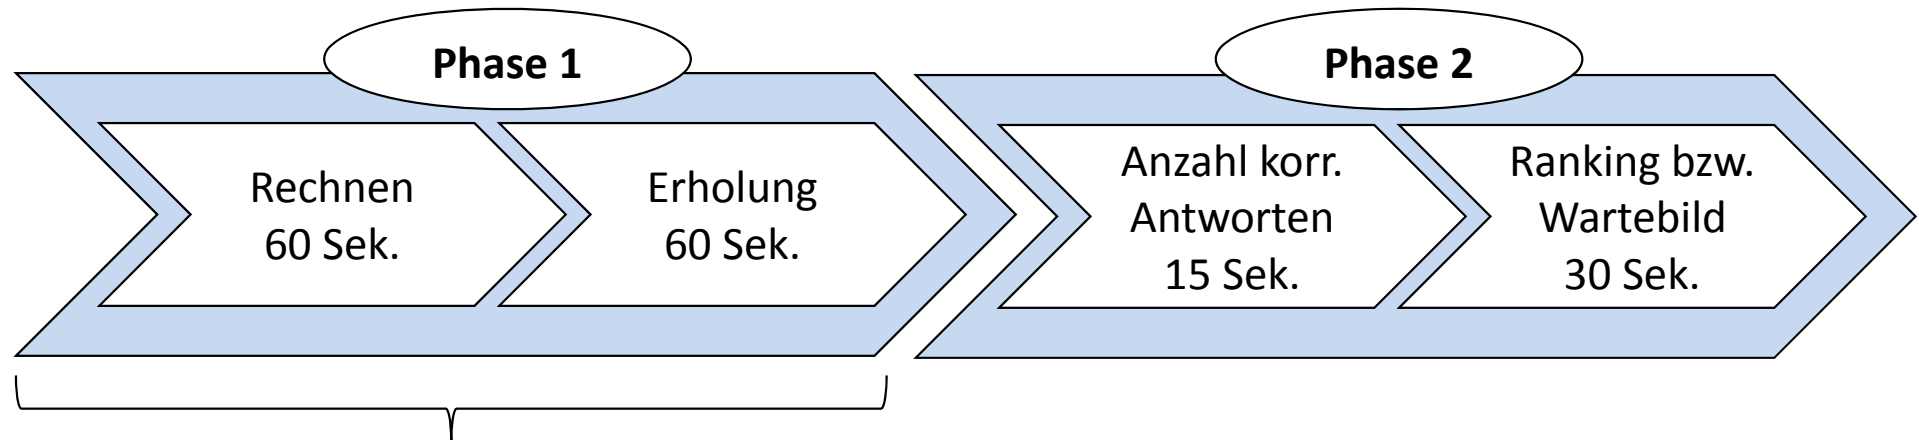 Phase 1
Rechnen
60 Sek.
Erholung
60 Sek.
Phase 2
Anzahl korr.
Antworten
15 Sek.
Ranking bzw.
Wartebild
30 Sek.